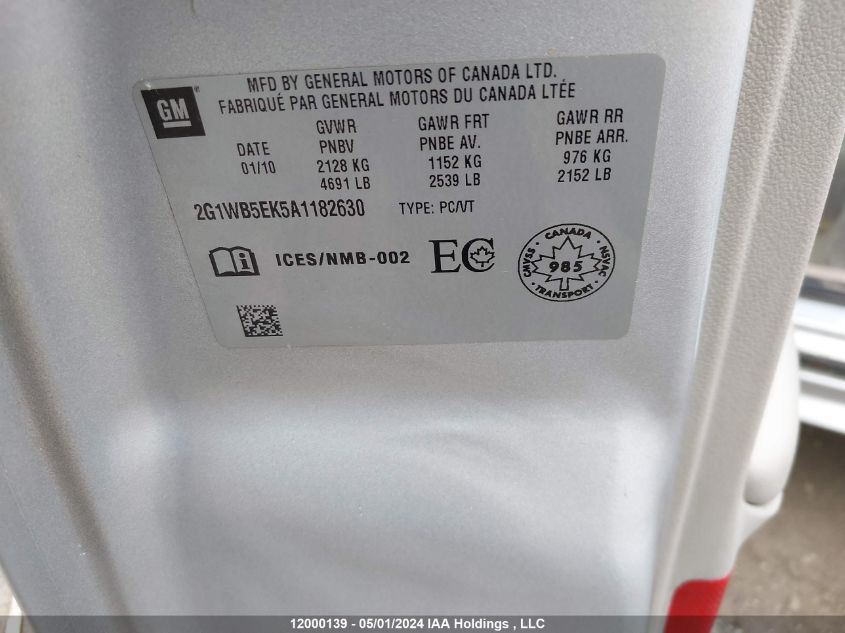 GM
MFD BY GENERAL MOTORS OF CANADA LTD.
FABRIQUÉ PAR GENERAL MOTORS DU CANADA LTÉE
DATE GVWR GAWR FRT GAWR RR
PNBV PNBE AV. PNBE ARR.
01/10 2128 KG 1152 KG 976 KG
4691 LB 2539 LB 2152 LB
2G1WB5EK5A1182630 TYPE: PC/VT
ICES/NMB-002 EC
CANADA
CMVSS 985 NSVAC
TRANSPORT
12000139 - 05/01/2024 IAA Holdings , LLC